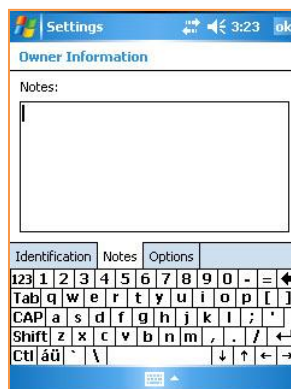 Settings 3:23 ok
Owner Information
Notes:
Identification Notes Options
123 1 2 3 4 5 6 7 8 9 0 - =
Tab q w e r t y u i o p [ ]
CAP a s d f g h j k l ; '
Shift z x c v b n m , . /
Ctl áü ` \